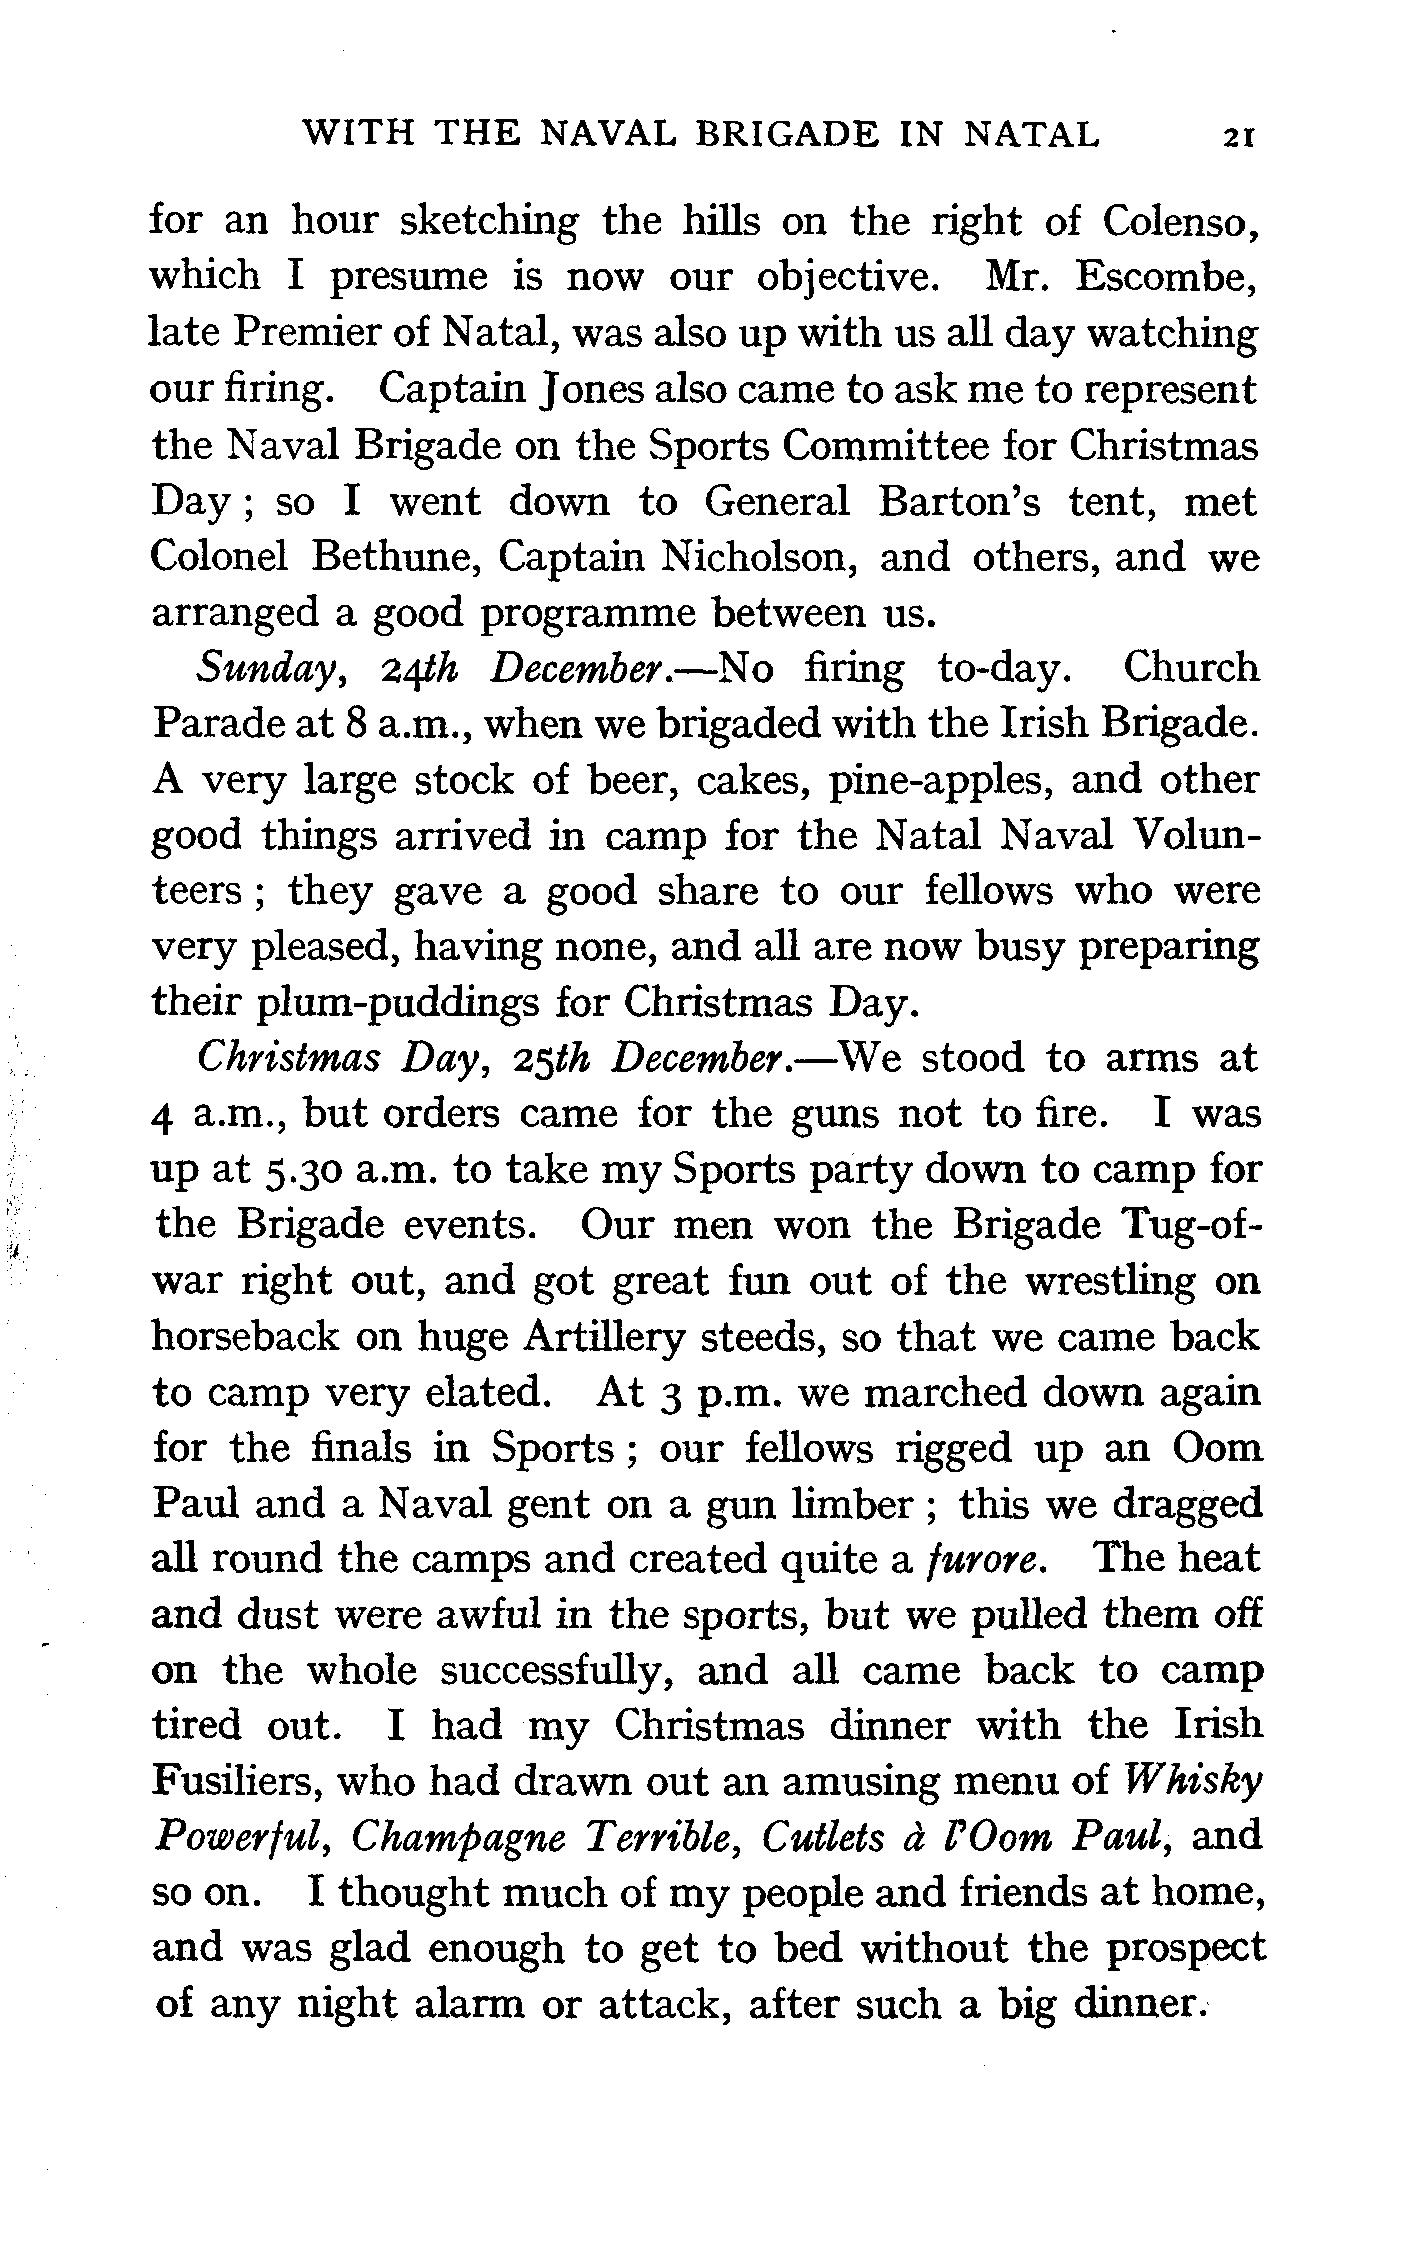 WITH THE NAVAL BRIGADE IN NATAL 21
for an hour sketching the hills on the right of Colenso,
which I presume is now our objective. Mr. Escombe,
late Premier of Natal, was also up with us all day watching
our firing. Captain Jones also came to ask me to represent
the Naval Brigade on the Sports Committee for Christmas
Day ; so I went down to General Barton's tent, met
Colonel Bethune, Captain Nicholson, and others, and we
arranged a good programme between us.
Sunday, 24th December.—No firing to-day. Church
Parade at 8 a.m., when we brigaded with the Irish Brigade.
A very large stock of beer, cakes, pine-apples, and other
good things arrived in camp for the Natal Naval Volun-
teers ; they gave a good share to our fellows who were
very pleased, having none, and all are now busy preparing
their plum-puddings for Christmas Day.
Christmas Day, 25th December.—We stood to arms at
4 a.m., but orders came for the guns not to fire. I was
up at 5.30 a.m. to take my Sports party down to camp for
the Brigade events. Our men won the Brigade Tug-of-
war right out, and got great fun out of the wrestling on
horseback on huge Artillery steeds, so that we came back
to camp very elated. At 3 p.m. we marched down again
for the finals in Sports ; our fellows rigged up an Oom
Paul and a Naval gent on a gun limber ; this we dragged
all round the camps and created quite a furore. The heat
and dust were awful in the sports, but we pulled them off
on the whole successfully, and all came back to camp
tired out. I had my Christmas dinner with the Irish
Fusiliers, who had drawn out an amusing menu of Whisky
Powerful, Champagne Terrible, Cutlets à l'Oom Paul, and
so on. I thought much of my people and friends at home,
and was glad enough to get to bed without the prospect
of any night alarm or attack, after such a big dinner.